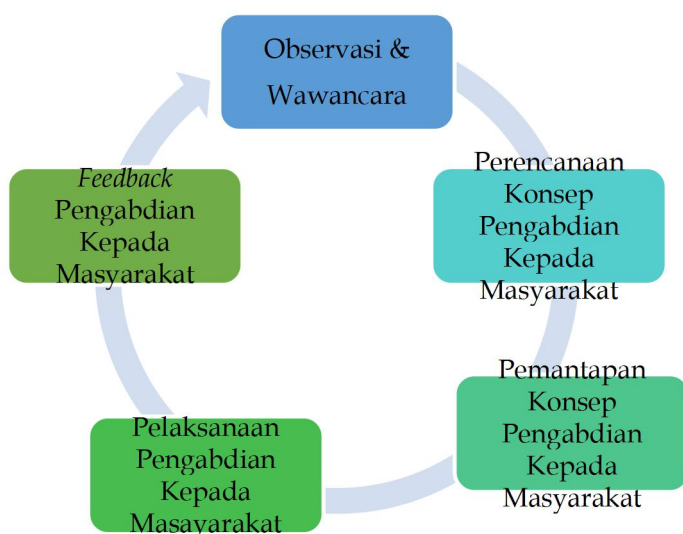 Observasi &
Wawancara
Perencanaan
Konsep
Pengabdian
Kepada
Masyarakat
Pemantapan
Konsep
Pengabdian
Kepada
Masyarakat
Pelaksanaan
Pengabdian
Kepada
Masayarakat
Feedback
Pengabdian
Kepada
Masyarakat